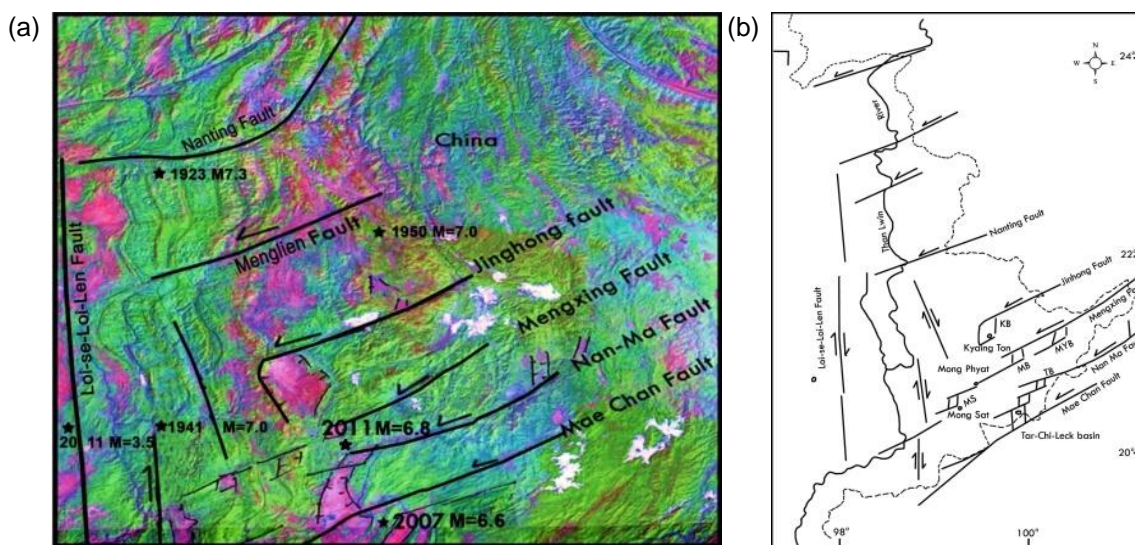 (a)
Nanting Fault
China
1923 M7.3
Loi-se-Loi-Len Fault
Menglien Fault
1950 M=7.0
Jinghong fault
Mengxing Fault
Nan-Ma Fault
Mae Chan Fault
2011 M=6.8
20 11 M=3.5
1941 M=7.0
2007 M=6.6
(b)
N
W E
S
24°
River
Than Lwin
Nanting Fault
22°
Jinhong Fault
Loi-se-Loi-Len Fault
KB
Kyaing Ton
Mengxing
MYB
Mong Phyat
MB
TB
Nan Ma
MS
Mong Sat
Mae Chan Fault
Tar-Chi-Leck basin
20°
98°
100°